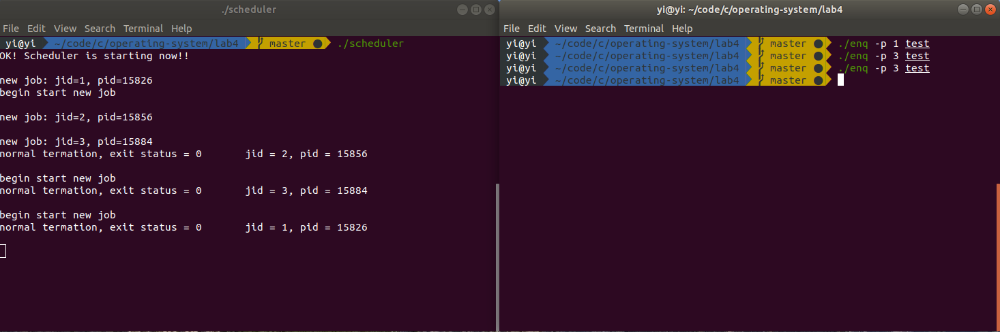 ./scheduler
File Edit View Search Terminal Help
yi@yi ~/code/c/operating-system/lab4 master ● ./scheduler
OK! Scheduler is starting now!!
new job: jid=1, pid=15826
begin start new job
new job: jid=2, pid=15856
new job: jid=3, pid=15884
normal termation, exit status = 0 jid = 2, pid = 15856
begin start new job
normal termation, exit status = 0 jid = 3, pid = 15884
begin start new job
normal termation, exit status = 0 jid = 1, pid = 15826
yi@yi: ~/code/c/operating-system/lab4
File Edit View Search Terminal Help
yi@yi ~/code/c/operating-system/lab4 master ● ./enq -p 1 test
yi@yi ~/code/c/operating-system/lab4 master ● ./enq -p 3 test
yi@yi ~/code/c/operating-system/lab4 master ● ./enq -p 3 test
yi@yi ~/code/c/operating-system/lab4 master ●